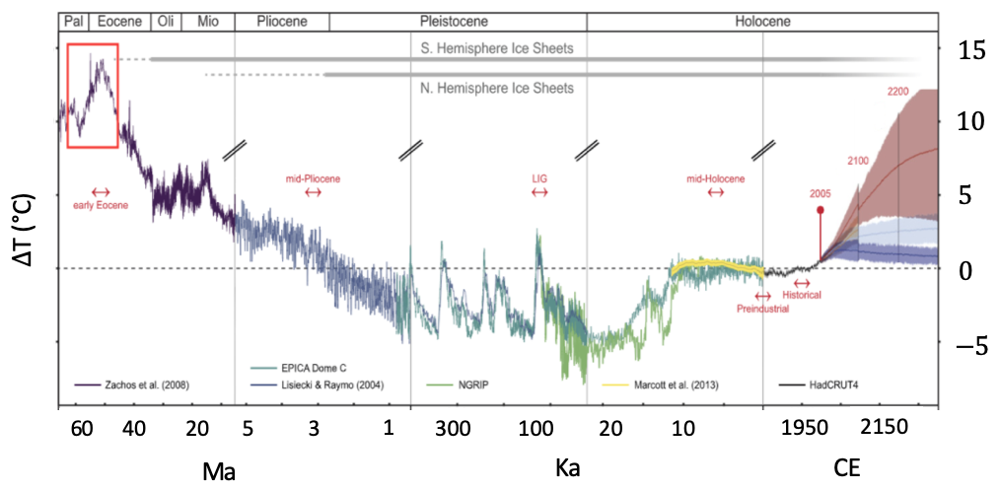 Pal Eocene Oli Mio Pliocene Pleistocene Holocene
S. Hemisphere Ice Sheets
N. Hemisphere Ice Sheets
15
10
5
0
−5
ΔT (°C)
2200
2100
2005
early Eocene
mid-Pliocene
LIG
mid-Holocene
Historical
Preindustrial
EPICA Dome C
Zachos et al. (2008) Lisiecki & Raymo (2004) NGRIP Marcott et al. (2013) HadCRUT4
60 40 20 5 3 1 300 100 20 10 1950 2150
Ma Ka CE